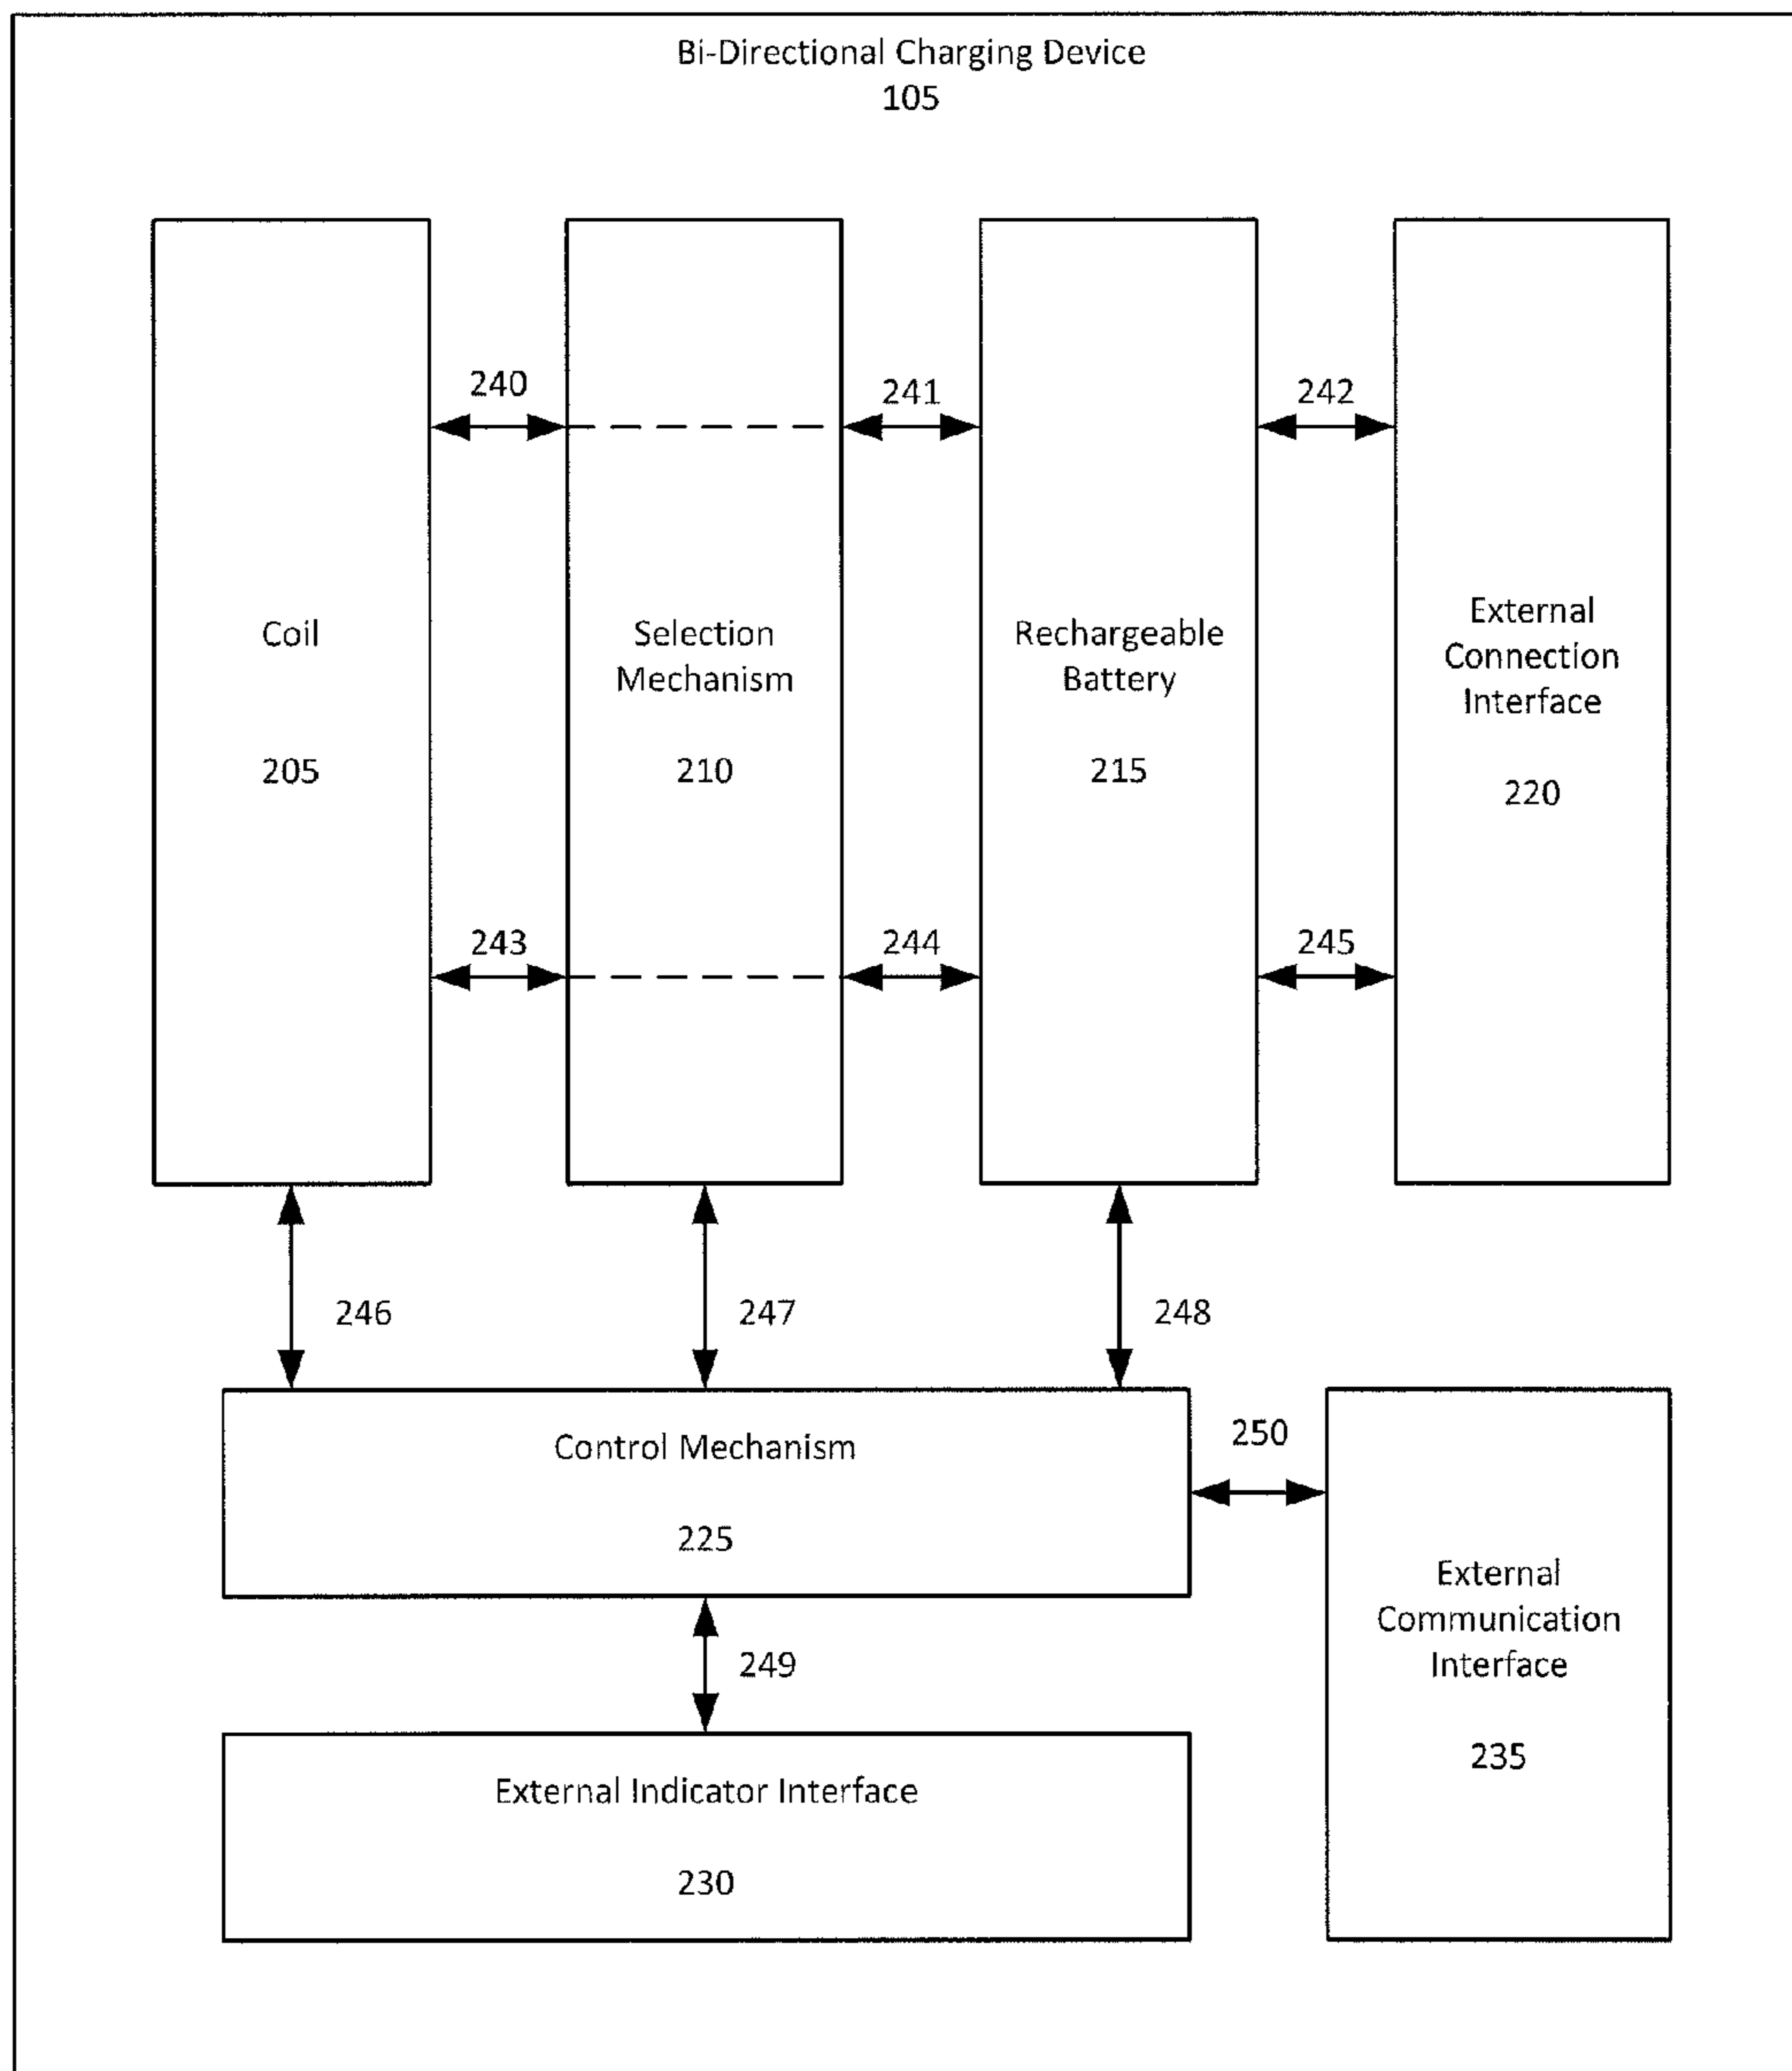 Bi-Directional Charging Device
105
240
241
242
Coil
205
Selection
Mechanism
210
Rechargeable
Battery
215
External
Connection
Interface
220
243
244
245
246
247
248
Control Mechanism
225
250
External
Communication
Interface
235
249
External Indicator Interface
230